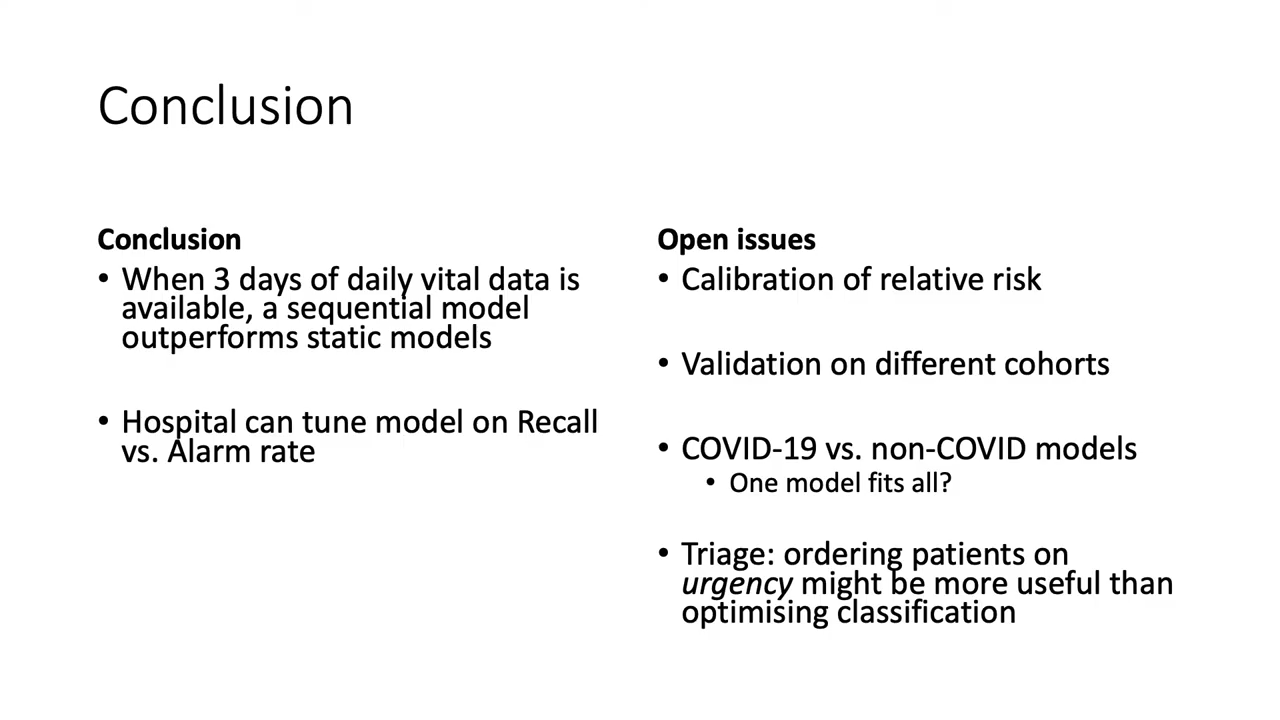 Conclusion
Conclusion
• When 3 days of daily vital data is
available, a sequential model
outperforms static models
• Hospital can tune model on Recall
vs. Alarm rate
Open issues
• Calibration of relative risk
• Validation on different cohorts
• COVID-19 vs. non-COVID models
• One model fits all?
• Triage: ordering patients on
urgency might be more useful than
optimising classification